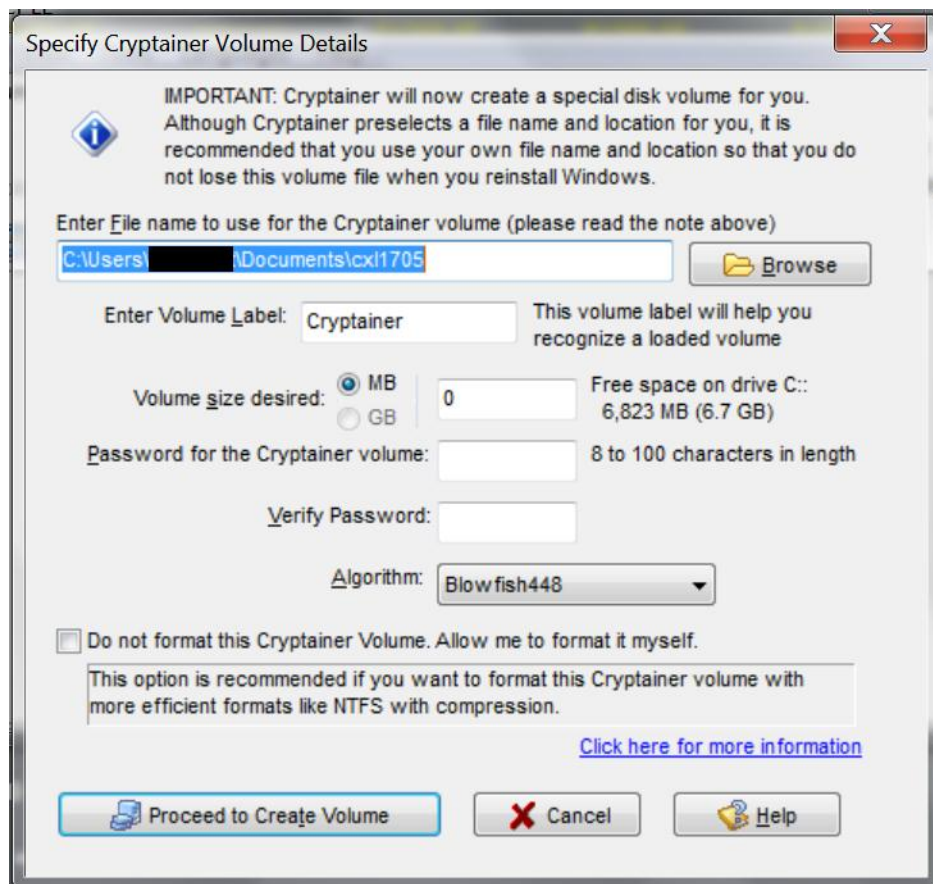 Specify Cryptainer Volume Details
X
IMPORTANT: Cryptainer will now create a special disk volume for you.
Although Cryptainer preselects a file name and location for you, it is
recommended that you use your own file name and location so that you do
not lose this volume file when you reinstall Windows.
Enter File name to use for the Cryptainer volume (please read the note above)
C:\Users\ \Documents\cxl1705
Browse
Enter Volume Label: Cryptainer
This volume label will help you
recognize a loaded volume
Volume size desired:
MB
GB
0
Free space on drive C::
6,823 MB (6.7 GB)
Password for the Cryptainer volume:
8 to 100 characters in length
Verify Password:
Algorithm: Blowfish448
Do not format this Cryptainer Volume. Allow me to format it myself.
This option is recommended if you want to format this Cryptainer volume with
more efficient formats like NTFS with compression.
Click here for more information
Proceed to Create Volume
Cancel
Help